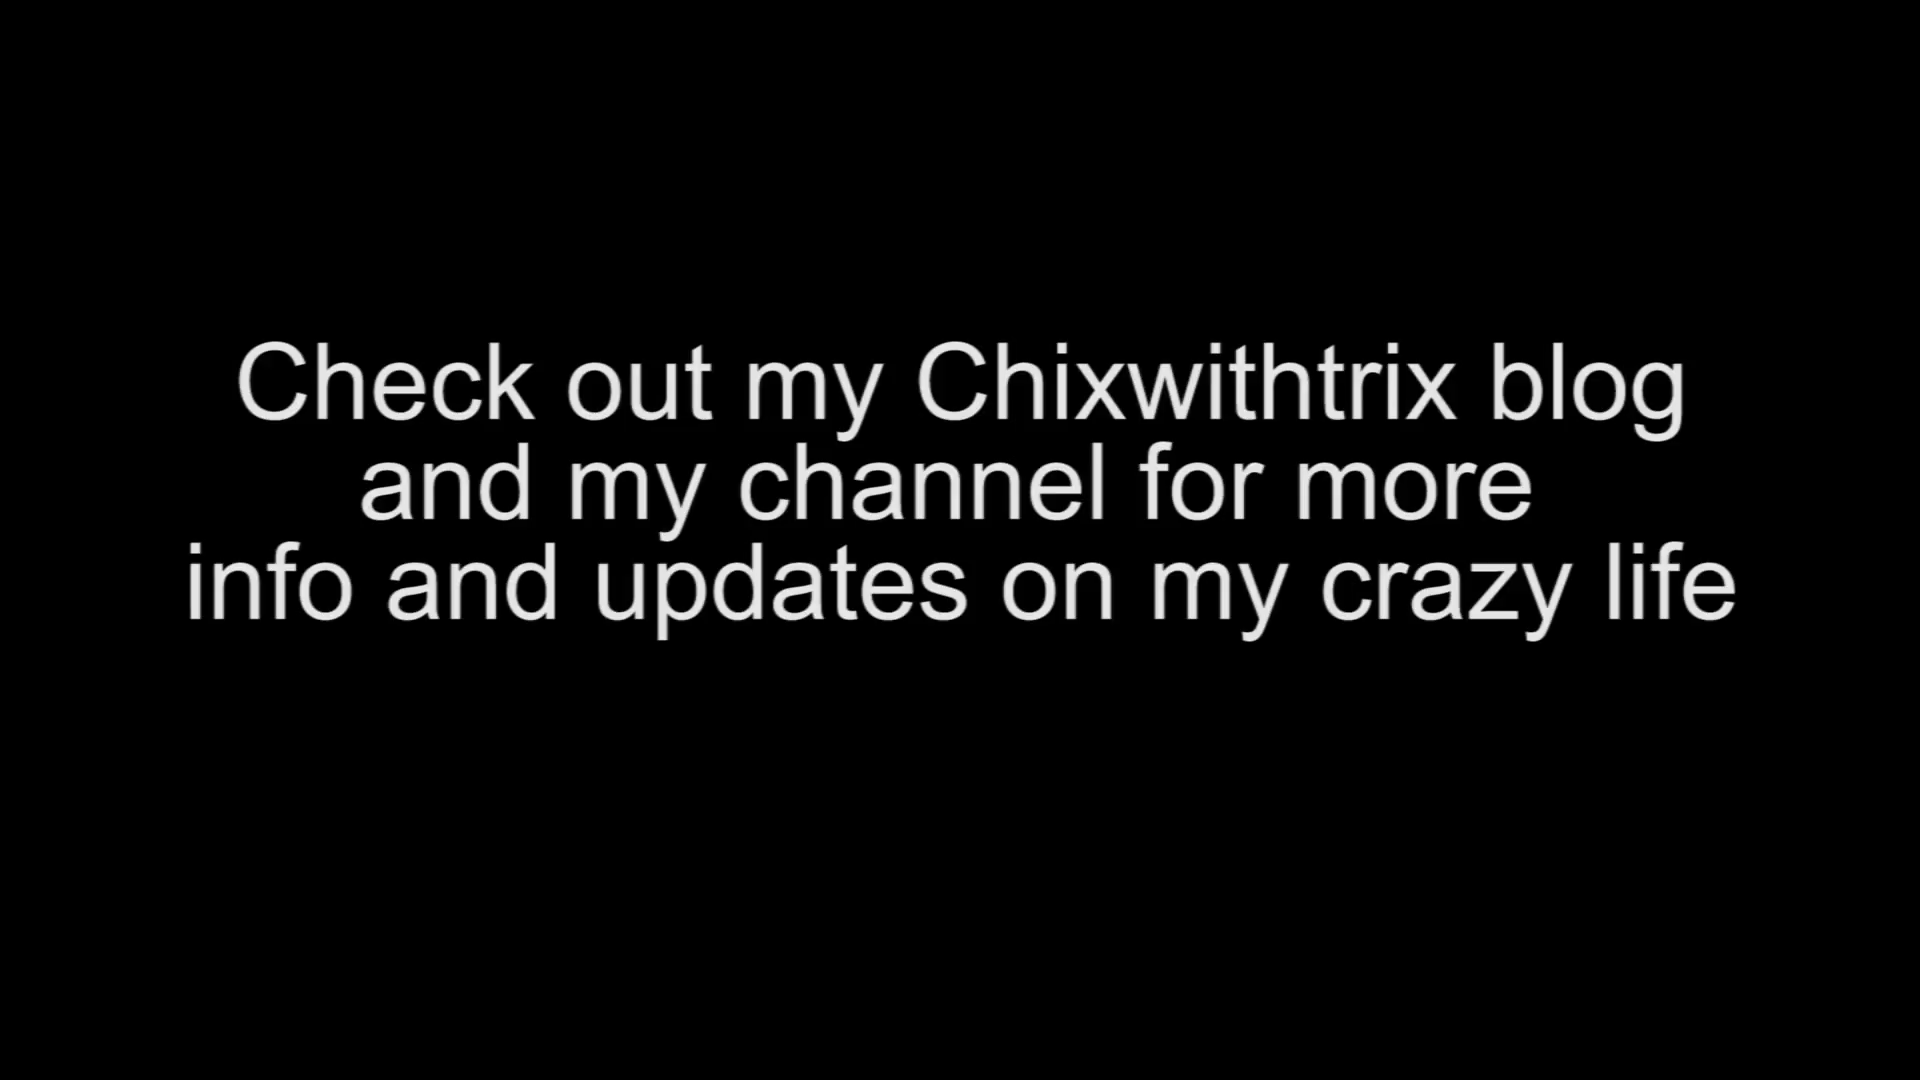 Check out my Chixwithtrix blog
and my channel for more
info and updates on my crazy life